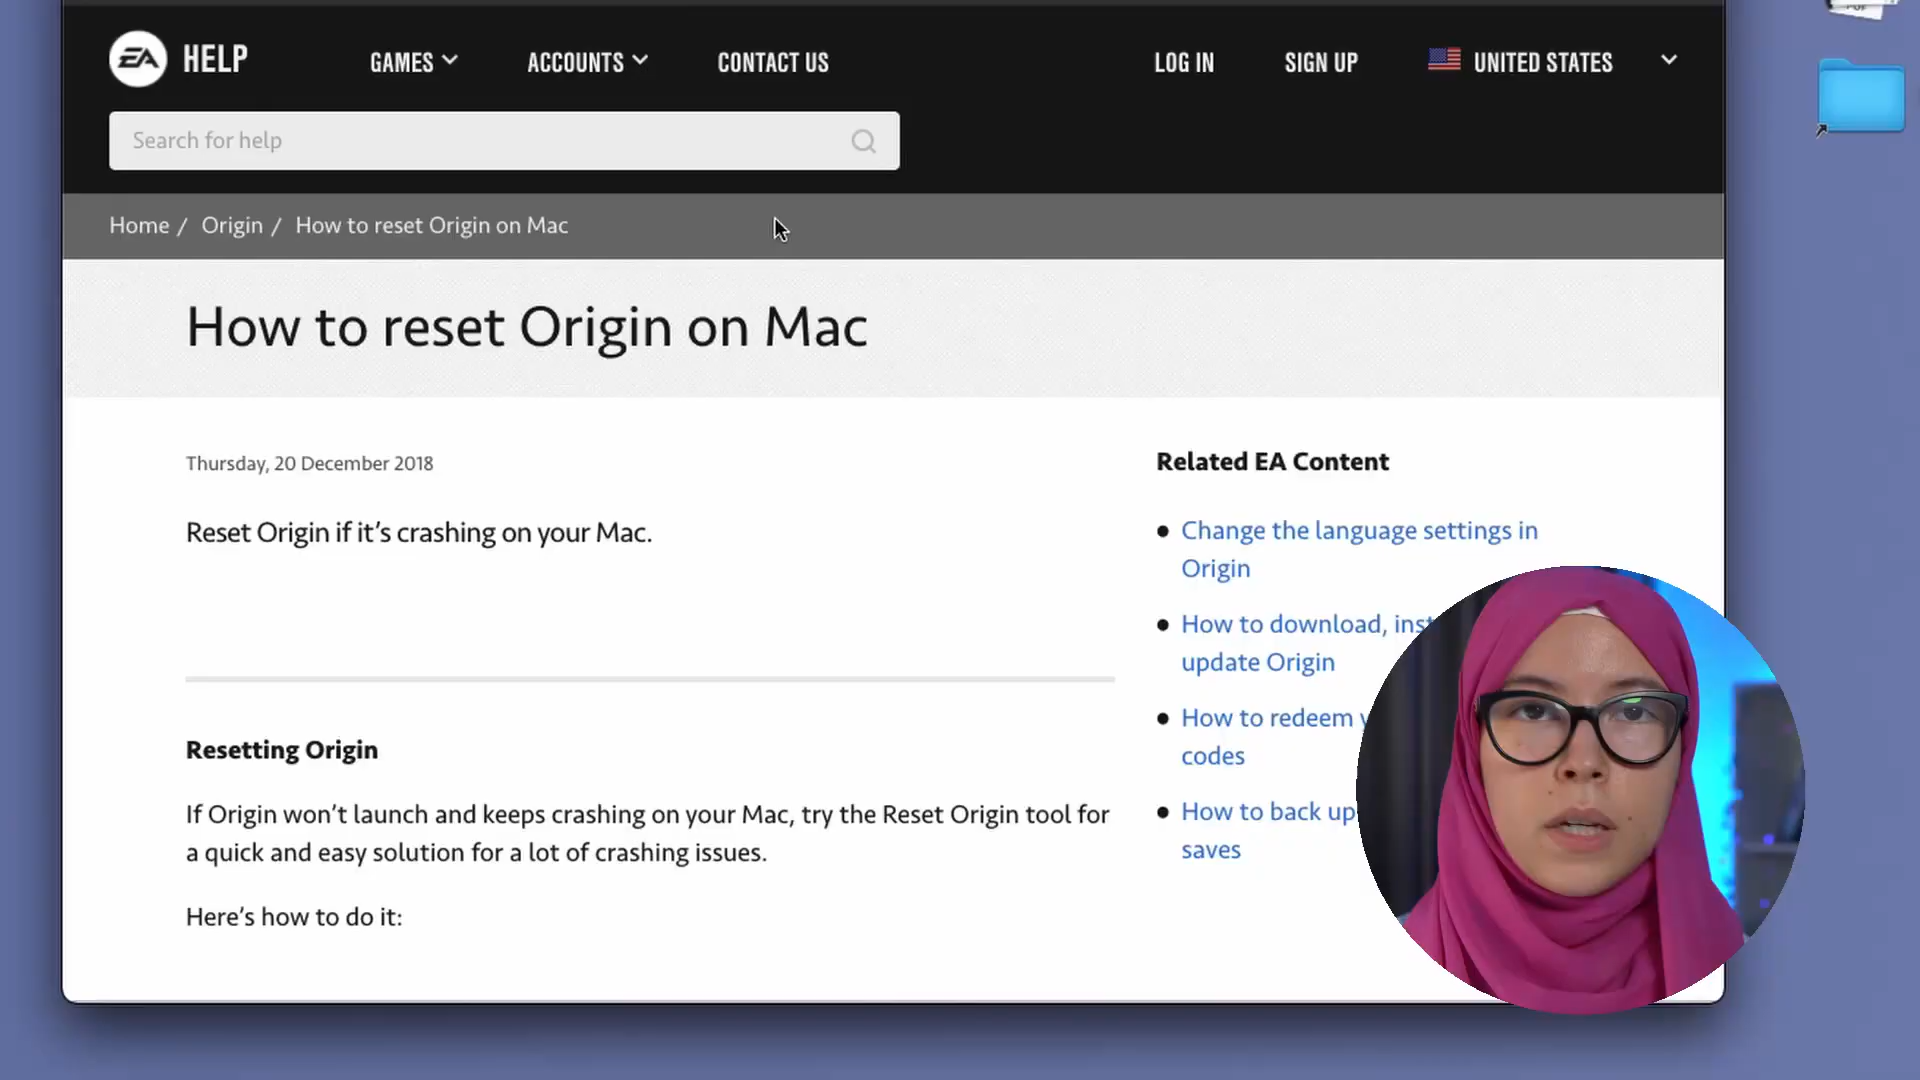 EA HELP
GAMES
ACCOUNTS
CONTACT US
LOG IN
SIGN UP
UNITED STATES
Search for help
Home / Origin / How to reset Origin on Mac
How to reset Origin on Mac
Thursday, 20 December 2018
Reset Origin if it’s crashing on your Mac.
Resetting Origin
If Origin won’t launch and keeps crashing on your Mac, try the Reset Origin tool for
a quick and easy solution for a lot of crashing issues.
Here’s how to do it:
Related EA Content
Change the language settings in
Origin
How to download,
update Origin
How to redeem
codes
How to back up
saves